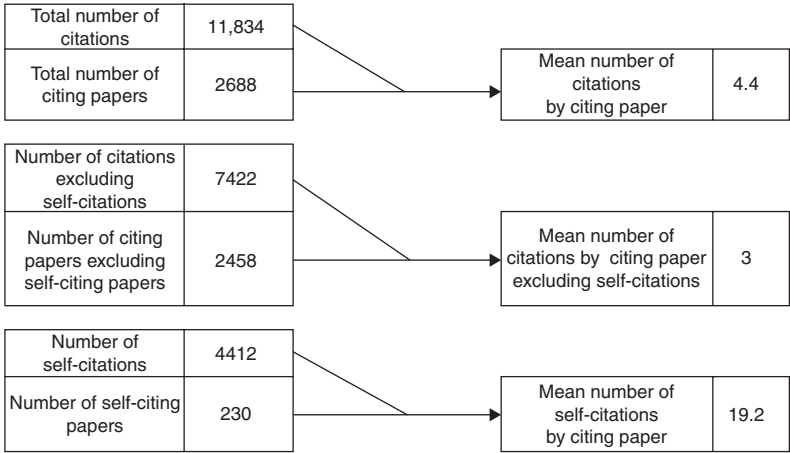 Total number of
citations
11,834
Total number of
citing papers
2688
Mean number of
citations
by citing paper
4.4
Number of citations
excluding
self-citations
7422
Number of citing
papers excluding
self-citing papers
2458
Mean number of
citations by citing paper
excluding self-citations
3
Number of
self-citations
4412
Number of self-citing
papers
230
Mean number of
self-citations
by citing paper
19.2